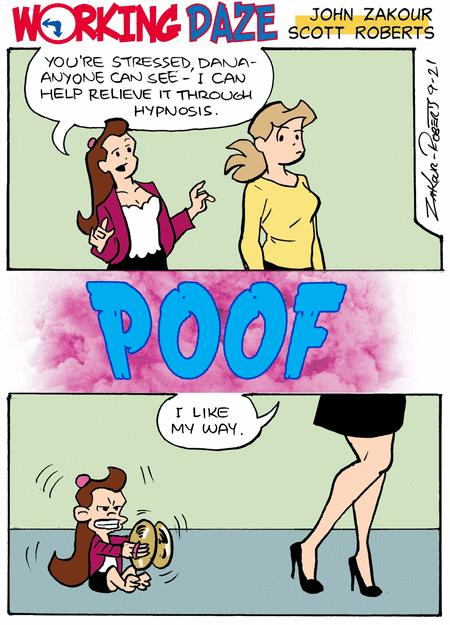 WORKING DAZE
JOHN ZAKOUR
SCOTT ROBERTS
YOU'RE STRESSED, DANA-
ANYONE CAN SEE - I CAN
HELP RELIEVE IT THROUGH
HYPNOSIS.
ZAKOUR-ROBERTS 9-21
POOF
I LIKE
MY WAY.